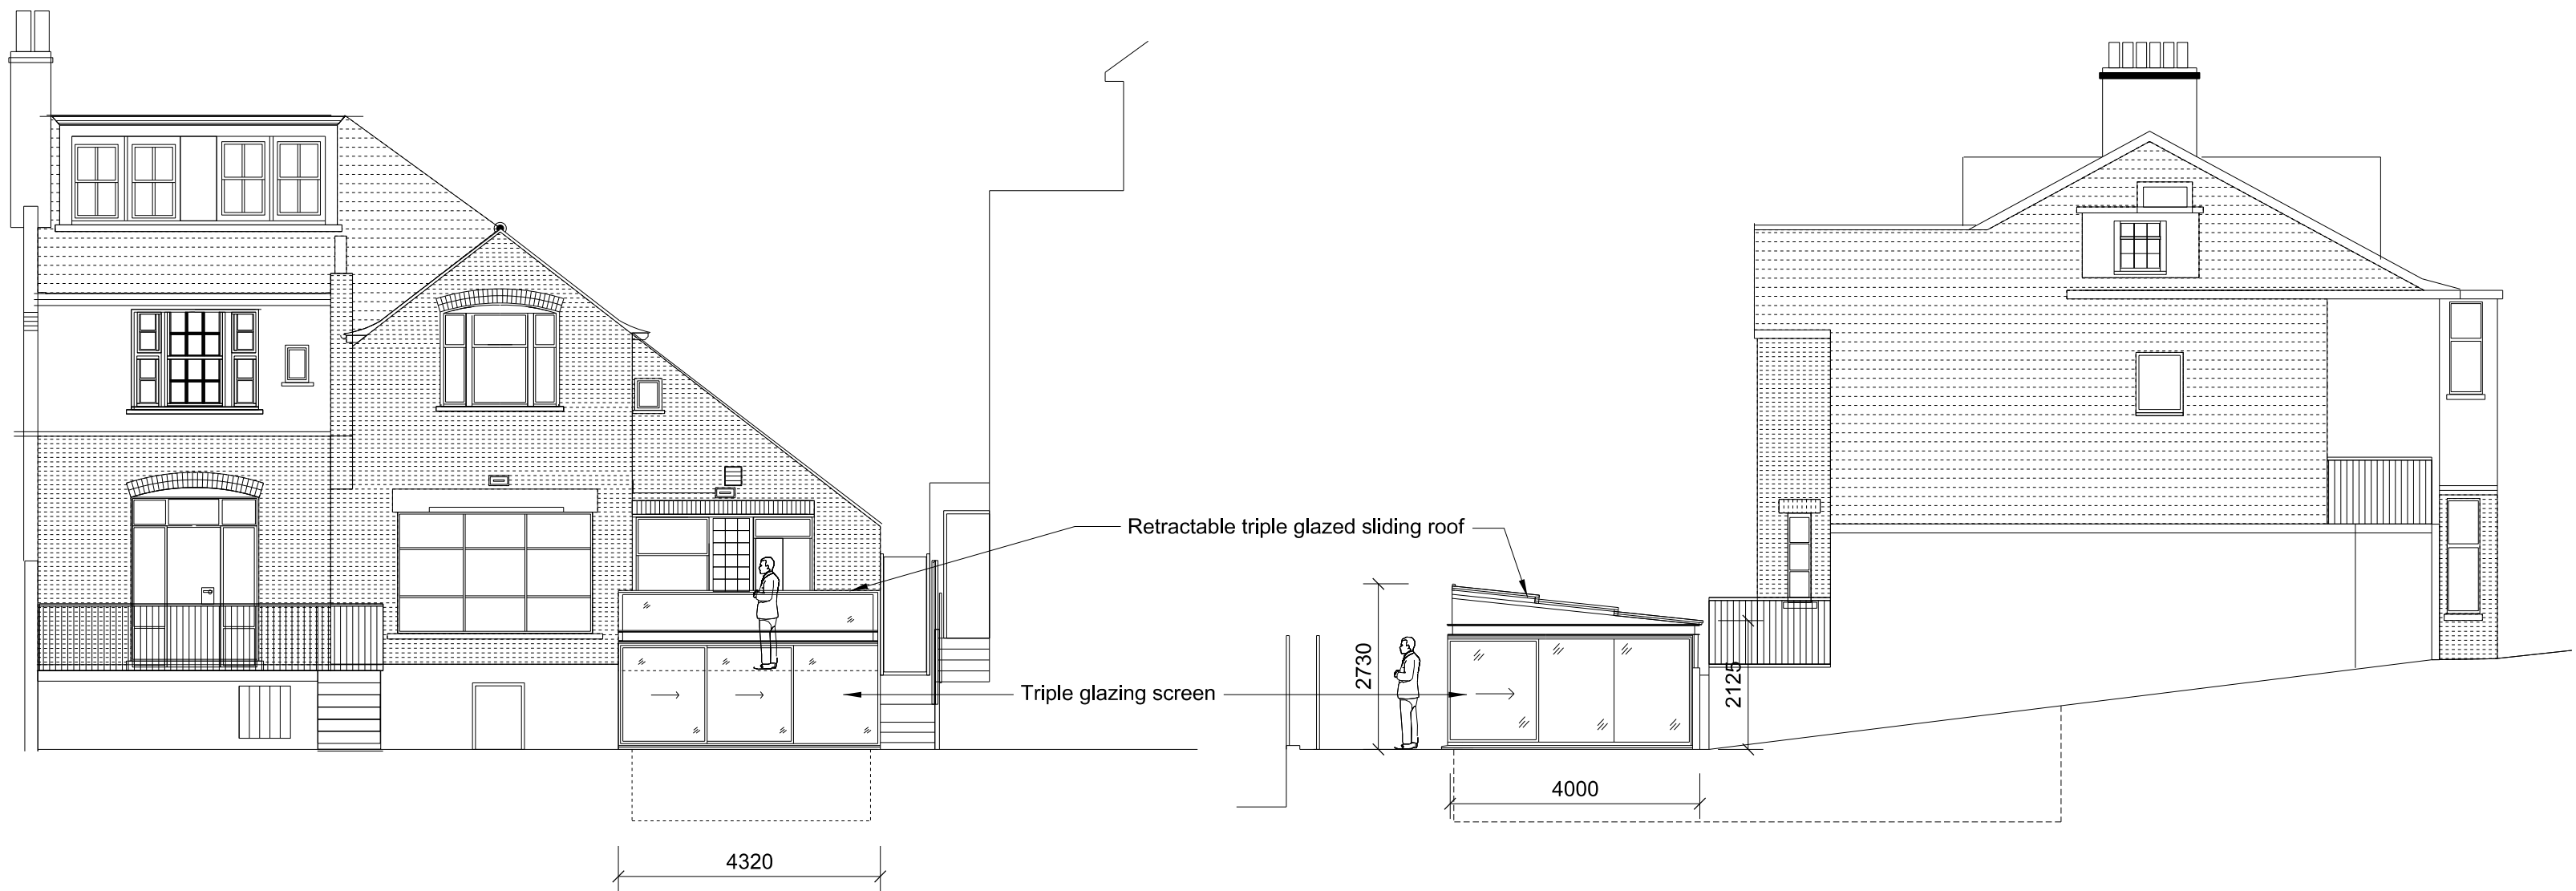 Retractable triple glazed sliding roof
Triple glazing screen
2730
2125
4000
4320